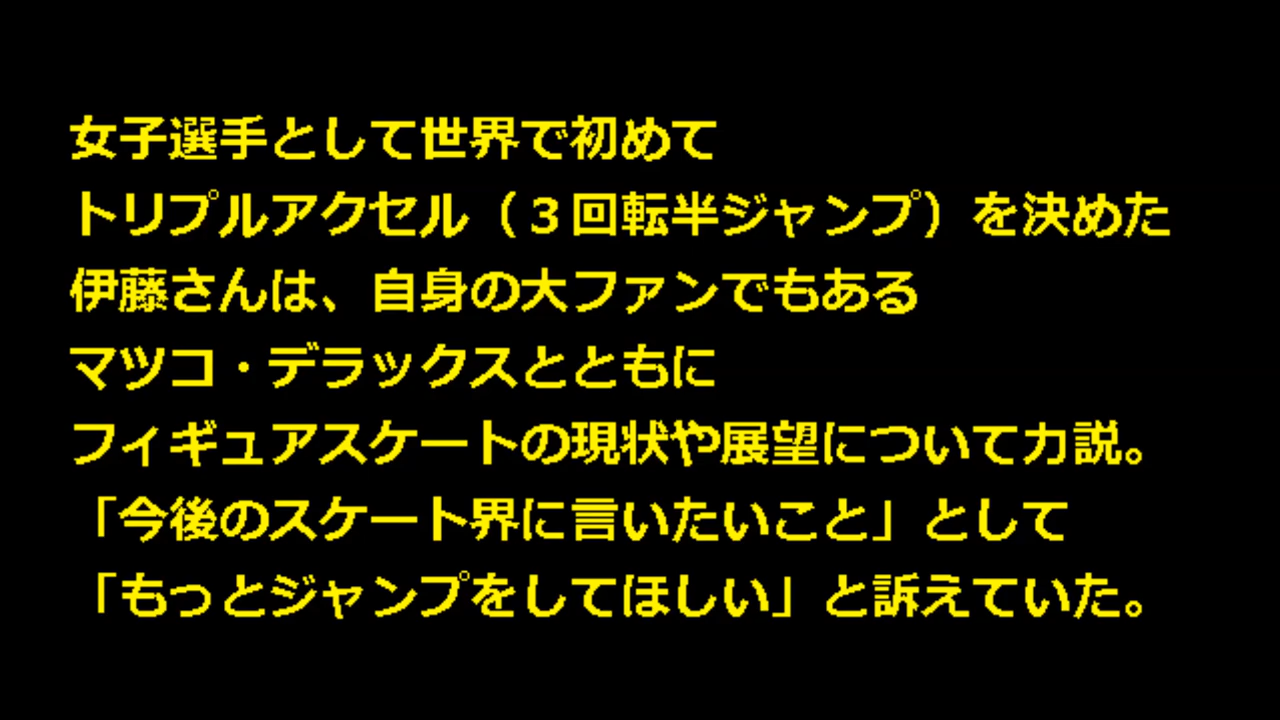 女子選手として世界で初めて
トリプルアクセル（３回転半ジャンプ）を決めた
伊藤さんは、自身の大ファンでもある
マツコ・デラックスとともに
フィギュアスケートの現状や展望について力説。
「今後のスケート界に言いたいこと」として
「もっとジャンプをしてほしい」と訴えていた。